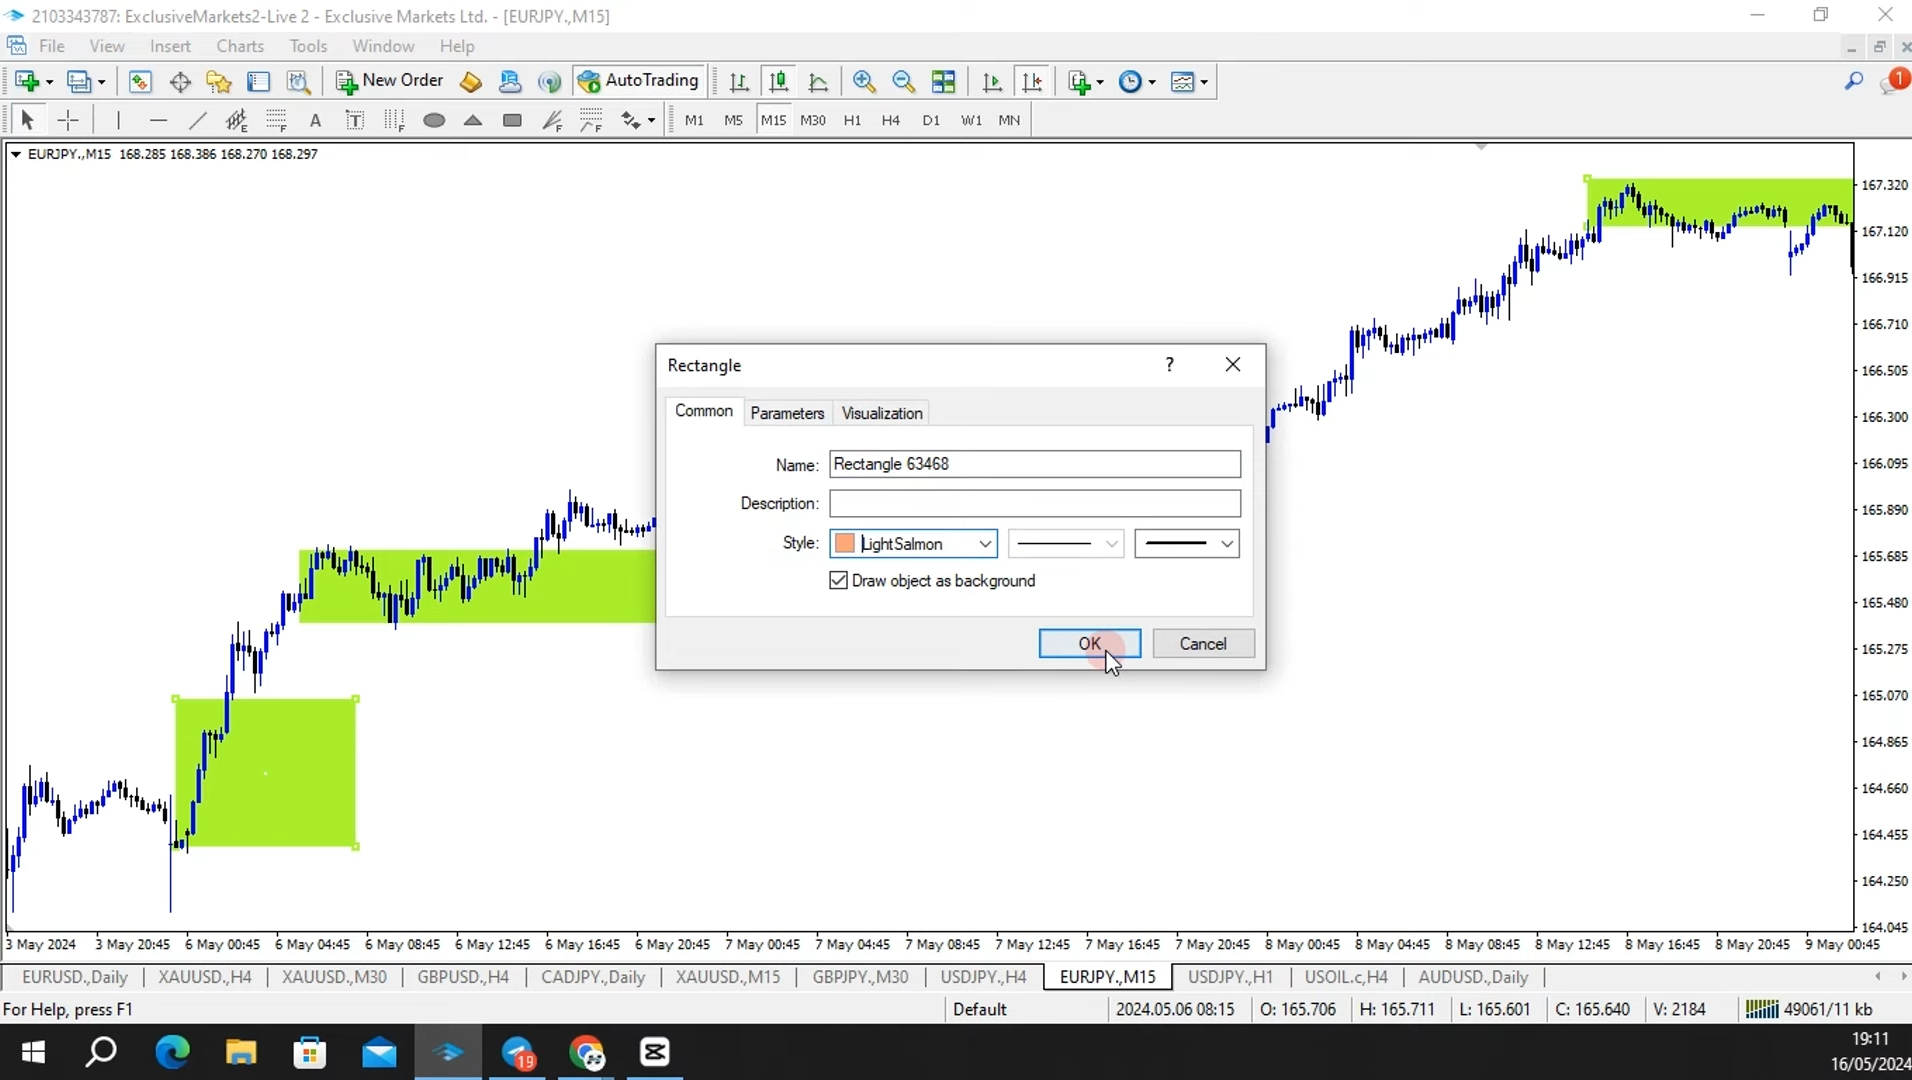 2103343787: ExclusiveMarkets2-Live 2 - Exclusive Markets Ltd. - [EURJPY.,M15]
File View Insert Charts Tools Window Help
New Order AutoTrading 1
A T F M1 M5 M15 M30 H1 H4 D1 W1 MN
EURJPY.,M15 168.285 168.386 168.270 168.297
167.320
167.120
166.915
166.710
166.505
166.300
166.095
165.890
165.685
165.480
165.275
165.070
164.865
164.660
164.455
164.250
164.045
Rectangle ?
Common Parameters Visualization
Name: Rectangle 63468
Description:
Style: LightSalmon
Draw object as background
OK Cancel
3 May 2024 3 May 20:45 6 May 00:45 6 May 04:45 6 May 08:45 6 May 12:45 6 May 16:45 6 May 20:45 7 May 00:45 7 May 04:45 7 May 08:45 7 May 12:45 7 May 16:45 7 May 20:45 8 May 00:45 8 May 04:45 8 May 08:45 8 May 12:45 8 May 16:45 8 May 20:45 9 May 00:45
EURUSD.,Daily XAUUSD.,H4 XAUUSD.,M30 GBPUSD.,H4 CADJPY.,Daily XAUUSD.,M15 GBPJPY.,M30 USDJPY.,H4 EURJPY.,M15 USDJPY.,H1 USOIL.c,H4 AUDUSD.,Daily
For Help, press F1 Default 2024.05.06 08:15 O: 165.706 H: 165.711 L: 165.601 C: 165.640 V: 2184 49061/11 kb
19
19:11
16/05/2024